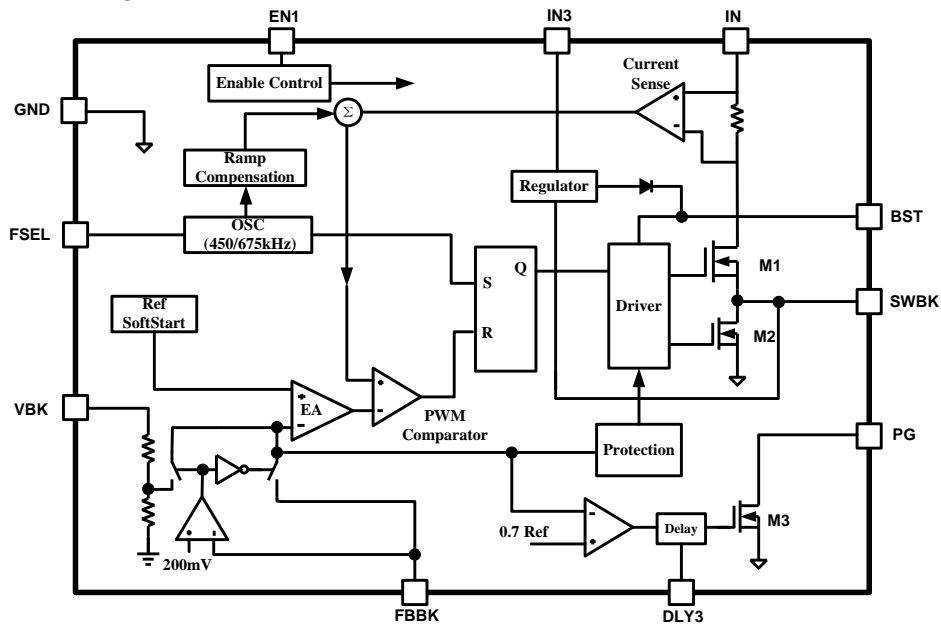 EN1
IN3
IN
Enable Control
Current
Sense
GND
+
-
Σ
Ramp
Compensation
Regulator
FSEL
OSC
(450/675kHz)
BST
S
Q
R
Driver
M1
SWBK
M2
Ref
SoftStart
VBK
+
EA
-
+
-
PWM
Comparator
Protection
PG
-
+
0.7 Ref
Delay
M3
+
-
200mV
FBBK
DLY3